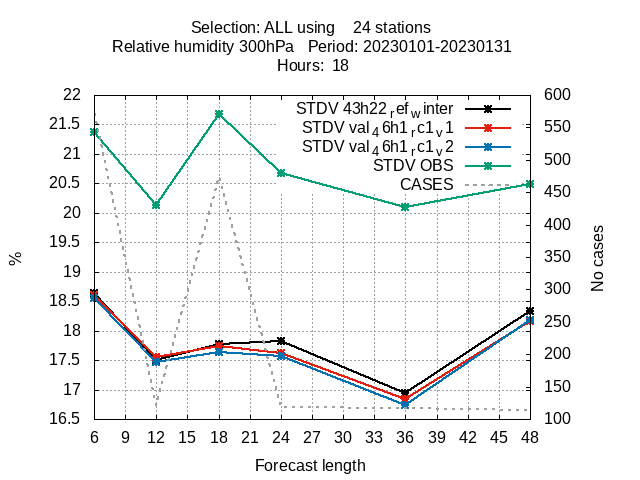 Selection: ALL using    24 stations
Relative humidity 300hPa   Period: 20230101-20230131
Hours:  18
STDV 43h22refwinter
STDV val46h1rc1v1
STDV val46h1rc1v2
STDV OBS
CASES
22
21.5
21
20.5
20
19.5
19
18.5
18
17.5
17
16.5
%
600
550
500
450
400
350
300
250
200
150
100
No cases
6 9 12 15 18 21 24 27 30 33 36 39 42 45 48
Forecast length